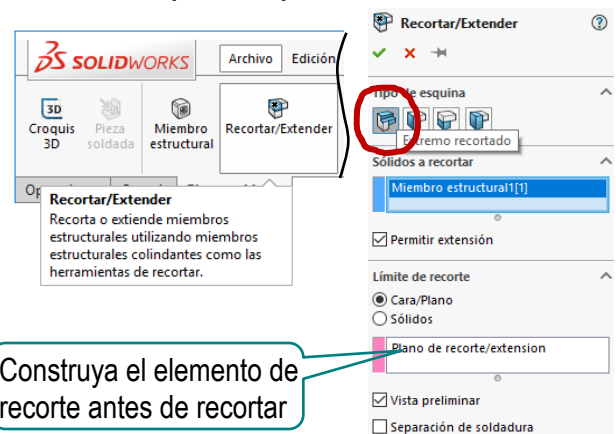 SOLIDWORKS
Archivo
Edición
3D
Croquis
3D
Pieza
soldada
Miembro
estructural
Recortar/Extender
Recortar/Extender
Recorta o extiende miembros
estructurales utilizando miembros
estructurales colindantes como las
herramientas de recortar.
Construya el elemento de
recorte antes de recortar
Recortar/Extender
Tipo de esquina
Extremo recortado
Sólidos a recortar
Miembro estructural1[1]
Permitir extensión
Límite de recorte
Cara/Plano
Sólidos
Plano de recorte/extension
Vista preliminar
Separación de soldadura